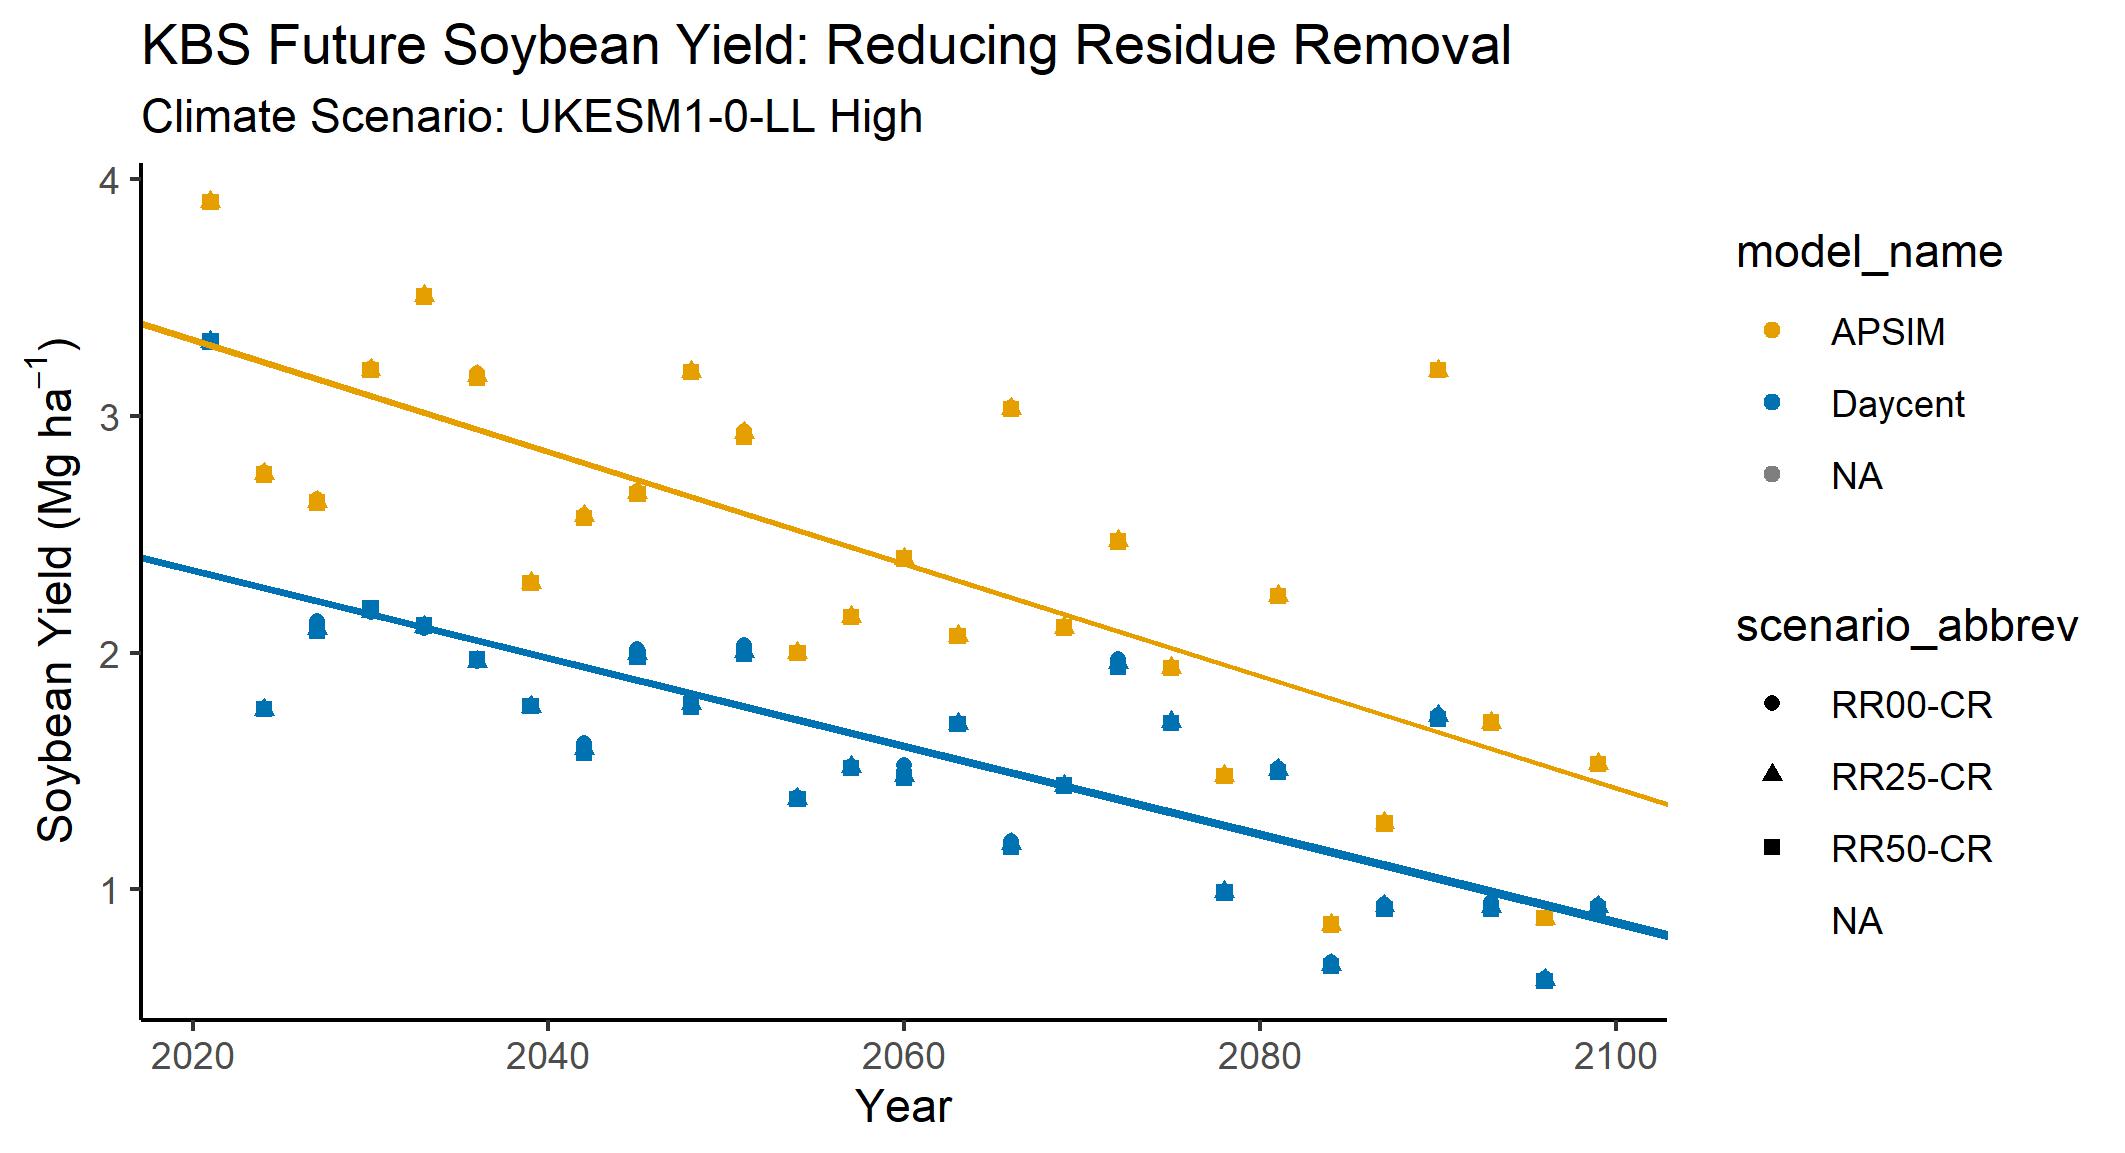 KBS Future Soybean Yield: Reducing Residue Removal
Climate Scenario: UKESM1-0-LL High
Soybean Yield (Mg ha⁻¹)
4
3
2
1
2020 2040 2060 2080 2100
Year
model_name
APSIM
Daycent
NA
scenario_abbrev
RR00-CR
RR25-CR
RR50-CR
NA